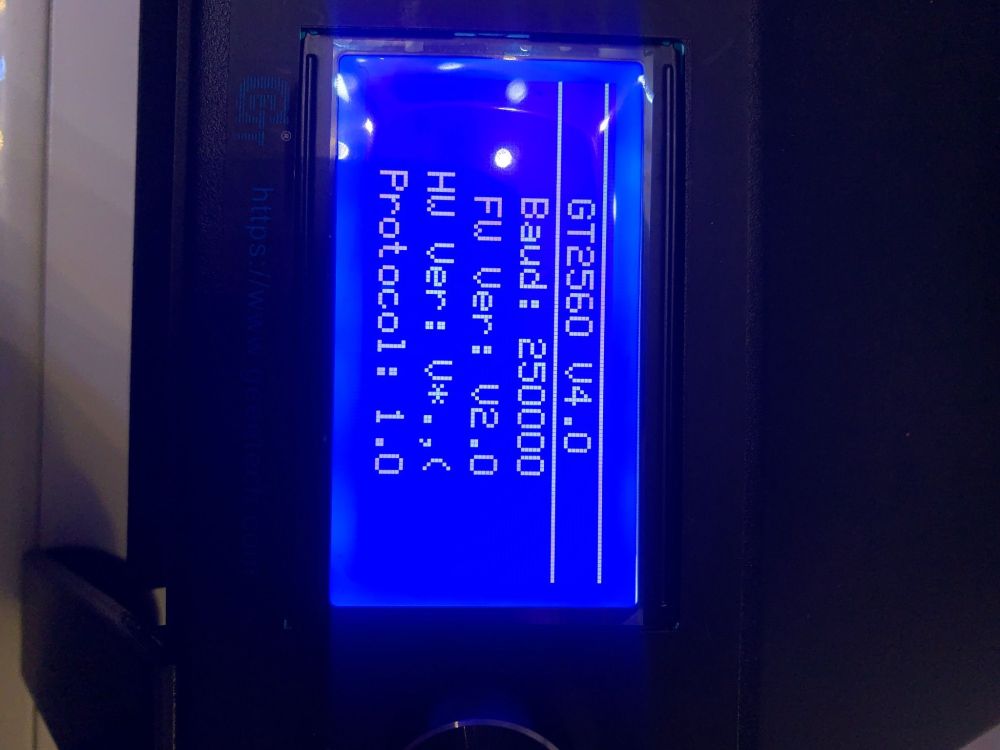 GT2560 V4.0
Baud: 250000
FW Ver: V2.0
HW Ver: V*.,(
Protocol: 1.0